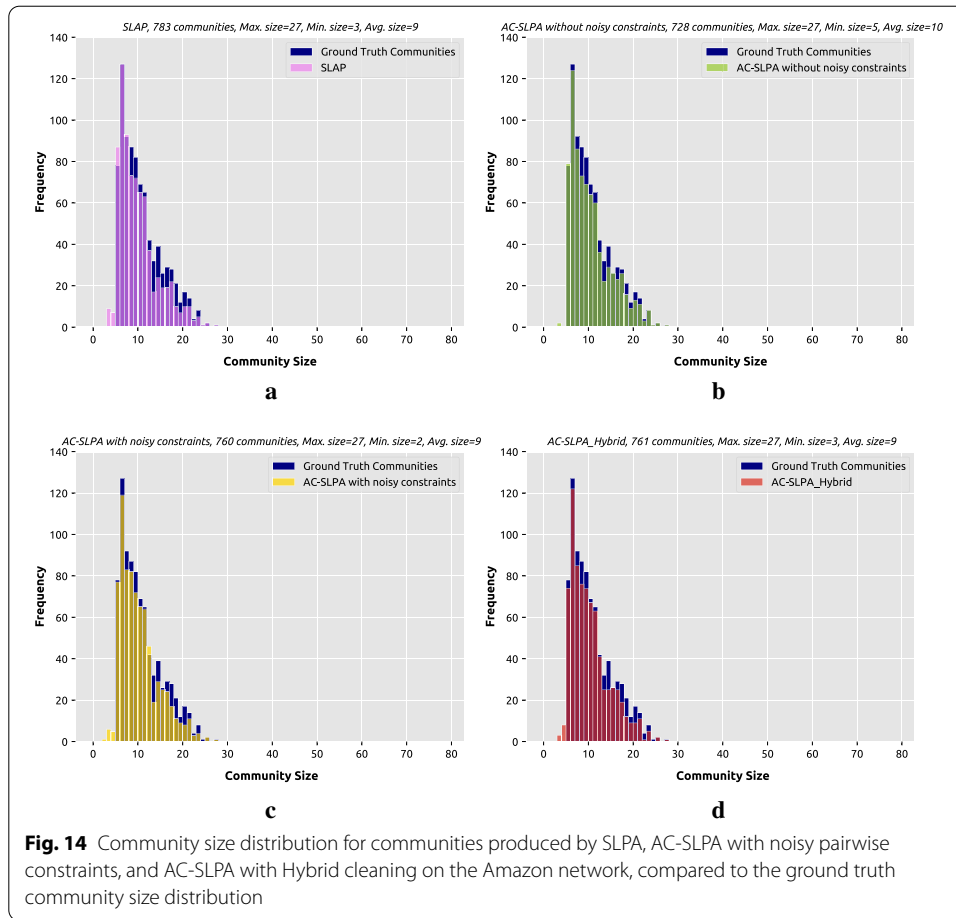 SLAP, 783 communities, Max. size=27, Min. size=3, Avg. size=9
140
120
100
80
60
40
20
0
Frequency
Ground Truth Communities
SLAP
0 10 20 30 40 50 60 70 80
Community Size
a
AC-SLPA without noisy constraints, 728 communities, Max. size=27, Min. size=5, Avg. size=10
140
120
100
80
60
40
20
0
Frequency
Ground Truth Communities
AC-SLPA without noisy constraints
0 10 20 30 40 50 60 70 80
Community Size
b
AC-SLPA with noisy constraints, 760 communities, Max. size=27, Min. size=2, Avg. size=9
140
120
100
80
60
40
20
0
Frequency
Ground Truth Communities
AC-SLPA with noisy constraints
0 10 20 30 40 50 60 70 80
Community Size
c
AC-SLPA_Hybrid, 761 communities, Max. size=27, Min. size=3, Avg. size=9
140
120
100
80
60
40
20
0
Frequency
Ground Truth Communities
AC-SLPA_Hybrid
0 10 20 30 40 50 60 70 80
Community Size
d
Fig. 14 Community size distribution for communities produced by SLPA, AC-SLPA with noisy pairwise
constraints, and AC-SLPA with Hybrid cleaning on the Amazon network, compared to the ground truth
community size distribution